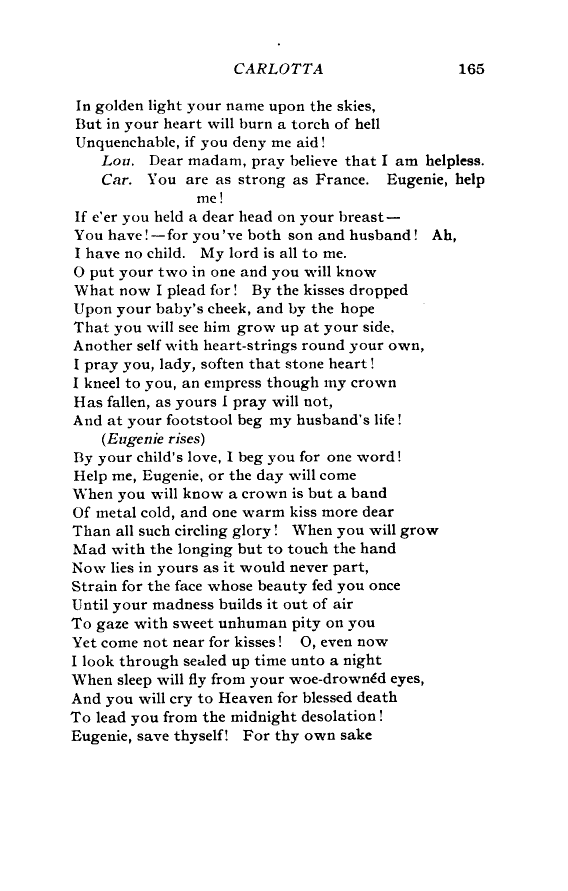 CARLOTTA 165
In golden light your name upon the skies,
But in your heart will burn a torch of hell
Unquenchable, if you deny me aid!
Lou. Dear madam, pray believe that I am helpless.
Car. You are as strong as France. Eugenie, help
me!
If e'er you held a dear head on your breast—
You have!—for you've both son and husband! Ah,
I have no child. My lord is all to me.
O put your two in one and you will know
What now I plead for! By the kisses dropped
Upon your baby's cheek, and by the hope
That you will see him grow up at your side,
Another self with heart-strings round your own,
I pray you, lady, soften that stone heart!
I kneel to you, an empress though my crown
Has fallen, as yours I pray will not,
And at your footstool beg my husband's life!
(Eugenie rises)
By your child's love, I beg you for one word!
Help me, Eugenie, or the day will come
When you will know a crown is but a band
Of metal cold, and one warm kiss more dear
Than all such circling glory! When you will grow
Mad with the longing but to touch the hand
Now lies in yours as it would never part,
Strain for the face whose beauty fed you once
Until your madness builds it out of air
To gaze with sweet unhuman pity on you
Yet come not near for kisses! O, even now
I look through sealed up time unto a night
When sleep will fly from your woe-drownéd eyes,
And you will cry to Heaven for blessed death
To lead you from the midnight desolation!
Eugenie, save thyself! For thy own sake